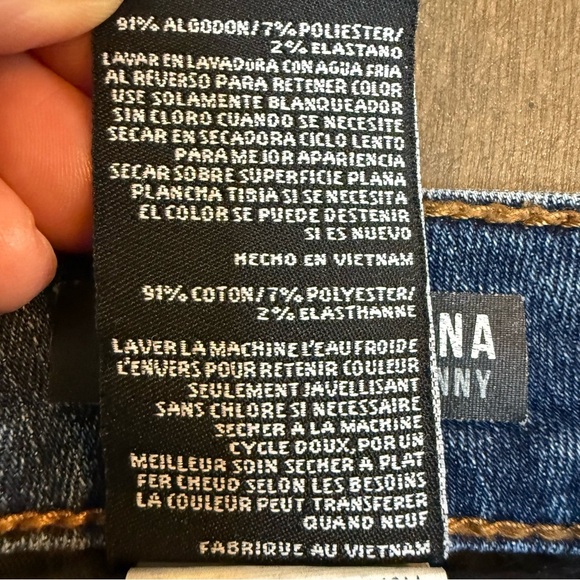 91% ALGODON/7% POLIESTER/
2% ELASTANO
LAVAR EN LAVADORA CON AGUA FRIA
AL REVERSO PARA RETENER COLOR
USE SOLAMENTE BLANQUEADOR
SIN CLORO CUANDO SE NECESITE
SECAR EN SECADORA CICLO LENTO
PARA MEJOR APARIENCIA
SECAR SOBRE SUPERFICIE PLANA
PLANCHA TIBIA SI SE NECESITA
EL COLOR SE PUEDE DESTENIR
SI ES NUEVO
HECHO EN VIETNAM
91% COTON/7% POLYESTER/
2% ELASTHANNE
LAVER LA MACHINE L'EAU FROIDE
L'ENVERS POUR RETENIR COULEUR
SEULEMENT JAVELLISANT
SANS CHLORE SI NECESSAIRE
SECHER A LA MACHINE
CYCLE DOUX, POR UN
MEILLEUR SOIN SECHER A PLAT
FER CHEUD SELON LES BESOINS
LA COULEUR PEUT TRANSFERER
QUAND NEUF
FABRIQUE AU VIETNAM
NA
NNY